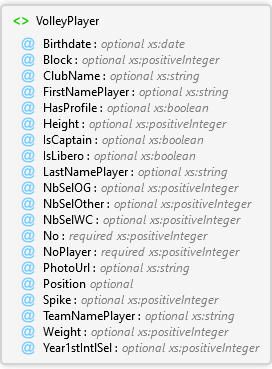 <> VolleyPlayer
@ Birthdate : optional xs:date
@ Block : optional xs:positiveInteger
@ ClubName : optional xs:string
@ FirstNamePlayer : optional xs:string
@ HasProfile : optional xs:boolean
@ Height : optional xs:positiveInteger
@ IsCaptain : optional xs:boolean
@ IsLibero : optional xs:boolean
@ LastNamePlayer : optional xs:string
@ NbSelOG : optional xs:positiveInteger
@ NbSelOther : optional xs:positiveInteger
@ NbSelWC : optional xs:positiveInteger
@ No : required xs:positiveInteger
@ NoPlayer : required xs:positiveInteger
@ PhotoUrl : optional xs:string
@ Position optional
@ Spike : optional xs:positiveInteger
@ TeamNamePlayer : optional xs:string
@ Weight : optional xs:positiveInteger
@ Year1stIntlSel : optional xs:positiveInteger